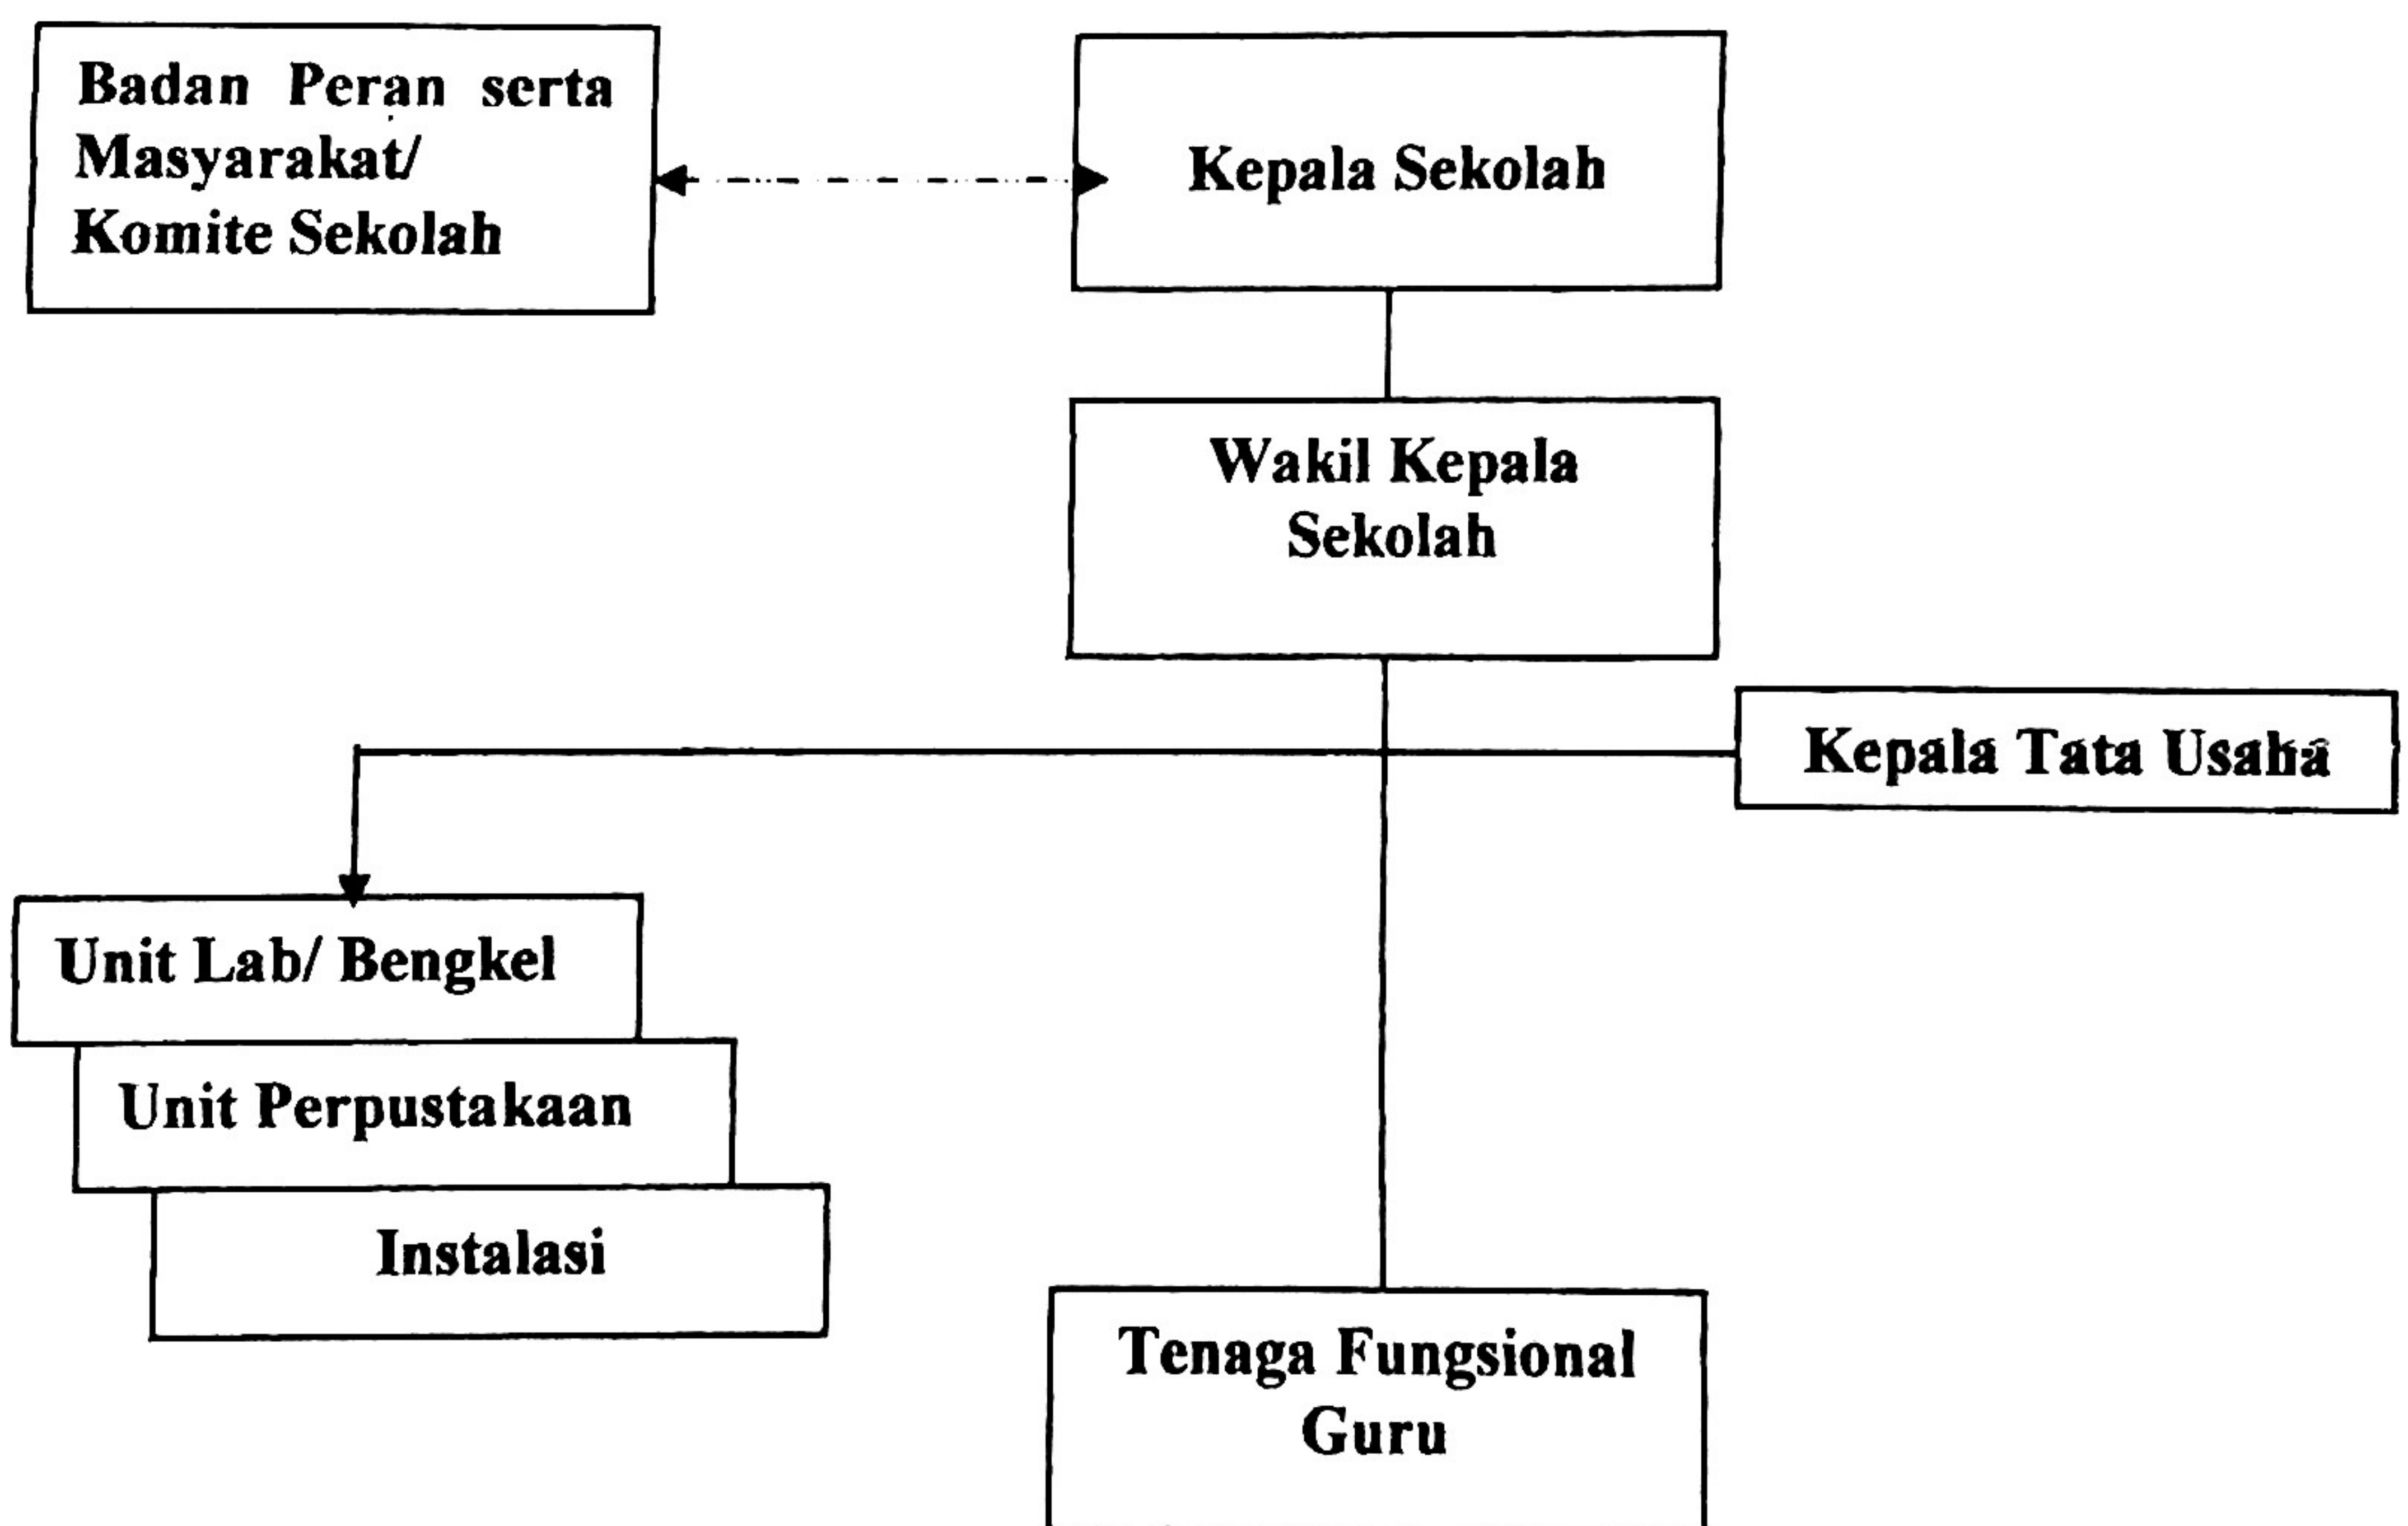 Badan Peran serta
Masyarakat/
Komite Sekolah
Kepala Sekolah
Wakil Kepala
Sekolah
Kepala Tata Usaha
Unit Lab/ Bengkel
Unit Perpustakaan
Instalasi
Tenaga Fungsional
Guru